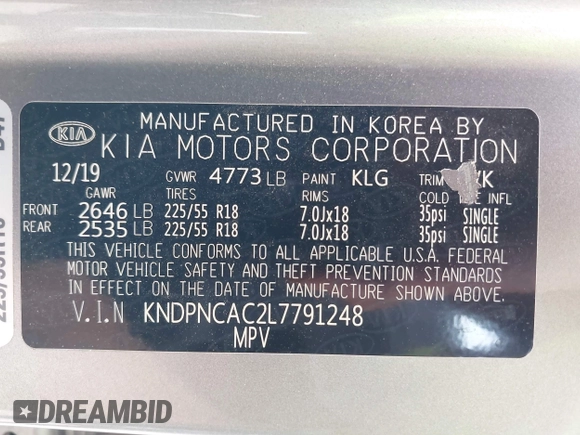 KIA
MANUFACTURED IN KOREA BY
KIA MOTORS CORPORATION
12/19 GVWR 4773 LB PAINT KLG TRIM K
GAWR TIRES RIMS COLD INFL
FRONT 2646 LB 225/55 R18 7.0Jx18 35psi SINGLE
REAR 2535 LB 225/55 R18 7.0Jx18 35psi SINGLE
THIS VEHICLE CONFORMS TO ALL APPLICABLE U.S.A. FEDERAL
MOTOR VEHICLE SAFETY AND THEFT PREVENTION STANDARDS
IN EFFECT ON THE DATE OF MANUFACTURE SHOWN ABOVE.
V.I.N KNDPNCAC2L7791248
MPV
DREAMBID